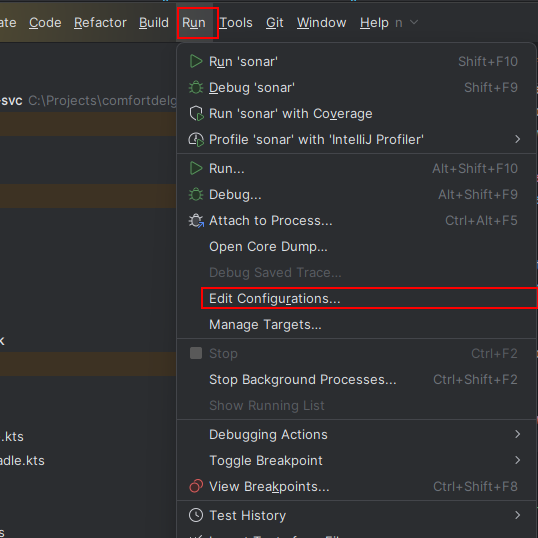 ate Code Refactor Build Run Tools Git Window Help n
-svc C:\Projects\comfortdelg
Run 'sonar' Shift+F10
Debug 'sonar' Shift+F9
Run 'sonar' with Coverage
Profile 'sonar' with 'IntelliJ Profiler'
Run... Alt+Shift+F10
Debug... Alt+Shift+F9
Attach to Process... Ctrl+Alt+F5
Open Core Dump...
Debug Saved Trace...
Edit Configurations...
Manage Targets...
k
Stop Ctrl+F2
Stop Background Processes... Ctrl+Shift+F2
Show Running List
.kts
Debugging Actions
adle.kts
Toggle Breakpoint
View Breakpoints... Ctrl+Shift+F8
Test History
s